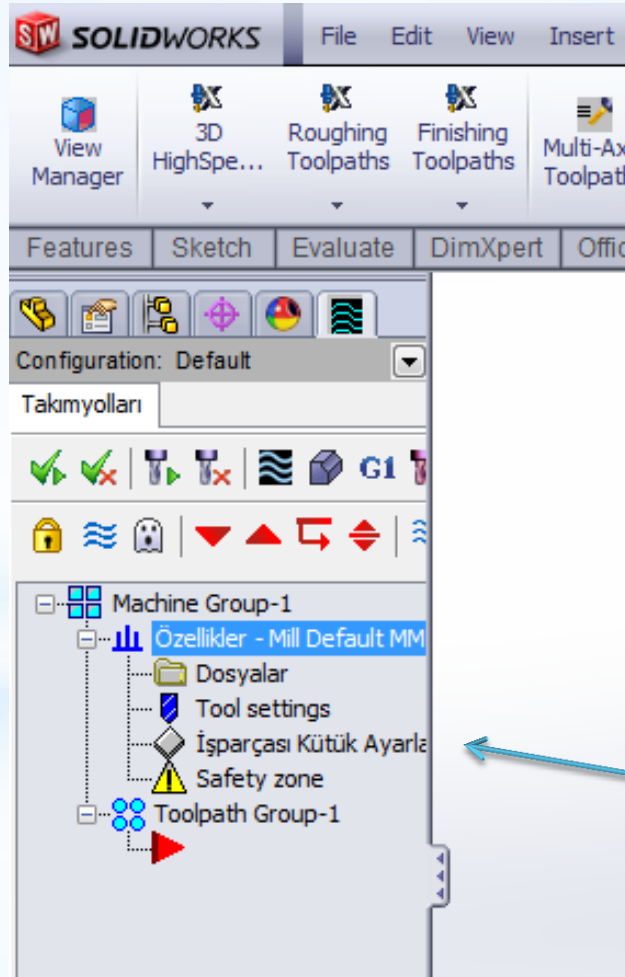 SW SOLIDWORKS File Edit View Insert
View Manager
3D HighSpe...
Roughing Toolpaths
Finishing Toolpaths
Multi-Ax
Toolpath
Features Sketch Evaluate DimXpert Offic
Configuration: Default
Takımyolları
G1
Machine Group-1
Özellikler - Mill Default MM
Dosyalar
Tool settings
İşparçası Kütük Ayarla
Safety zone
Toolpath Group-1